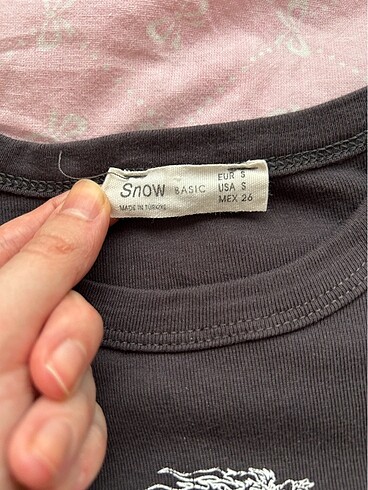 Snow BASIC
MADE IN TÜRKİYE
EUR S
USA S
MEX 26